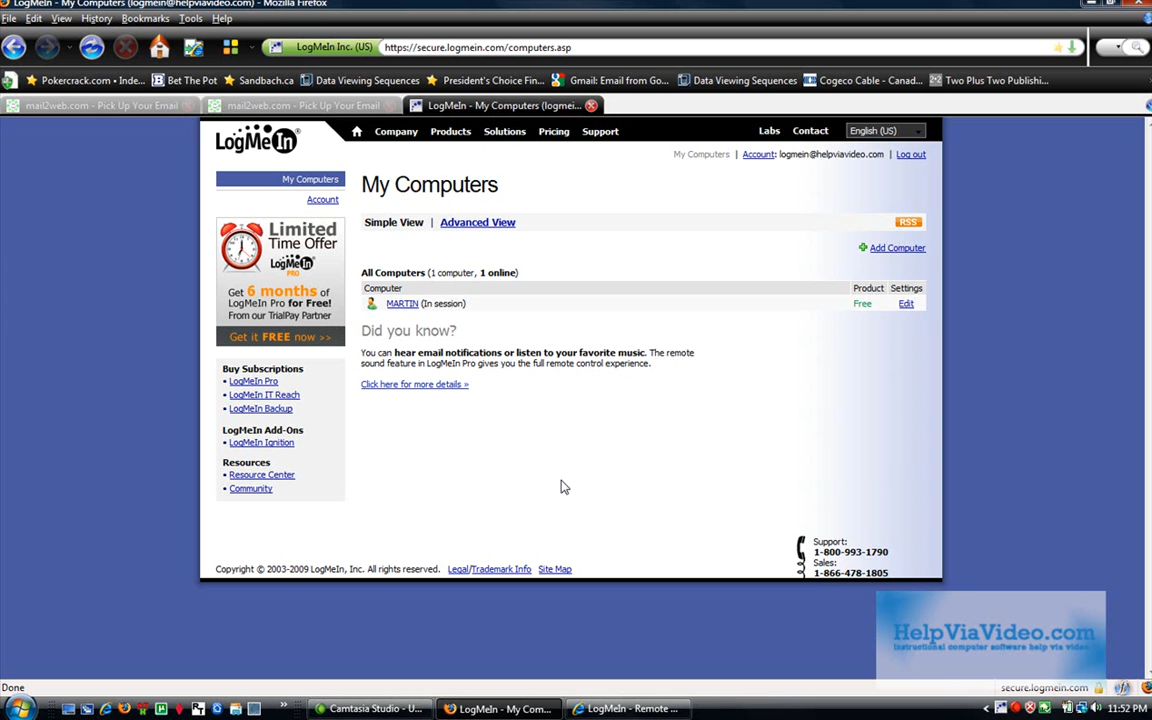 LogMeIn - My Computers (logmein@helpviavideo.com) - Mozilla Firefox
File Edit View History Bookmarks Tools Help
LogMeIn Inc. (US) https://secure.logmein.com/computers.asp
Pokercrack.com • Inde... Bet The Pot Sandbach.ca Data Viewing Sequences President's Choice Fin... Gmail: Email from Go... Data Viewing Sequences Cogeco Cable - Canad... Two Plus Two Publishi...
mail2web.com - Pick Up Your Email mail2web.com - Pick Up Your Email LogMeIn - My Computers (logmei...
LogMeIn Company Products Solutions Pricing Support Labs Contact English (US)
My Computers | Account: logmein@helpviavideo.com | Log out
My Computers
Account
My Computers
Simple View | Advanced View RSS
Add Computer
All Computers (1 computer, 1 online)
Computer Product Settings
MARTIN (In session) Free Edit
Did you know?
You can hear email notifications or listen to your favorite music. The remote
sound feature in LogMeIn Pro gives you the full remote control experience.
Click here for more details »
Limited
Time Offer
LogMeIn
PRO
Get 6 months of
LogMeIn Pro for Free!
From our TrialPay Partner
Get it FREE now >>
Buy Subscriptions
• LogMeIn Pro
• LogMeIn IT Reach
• LogMeIn Backup
LogMeIn Add-Ons
• LogMeIn Ignition
Resources
• Resource Center
• Community
Support:
1-800-993-1790
Sales:
1-866-478-1805
Copyright © 2003-2009 LogMeIn, Inc. All rights reserved. Legal/Trademark Info Site Map
HelpViaVideo.com
Instructional computer software help via video
Done secure.logmein.com
Camtasia Studio - U... LogMeIn - My Com... LogMeIn - Remote ... 11:52 PM